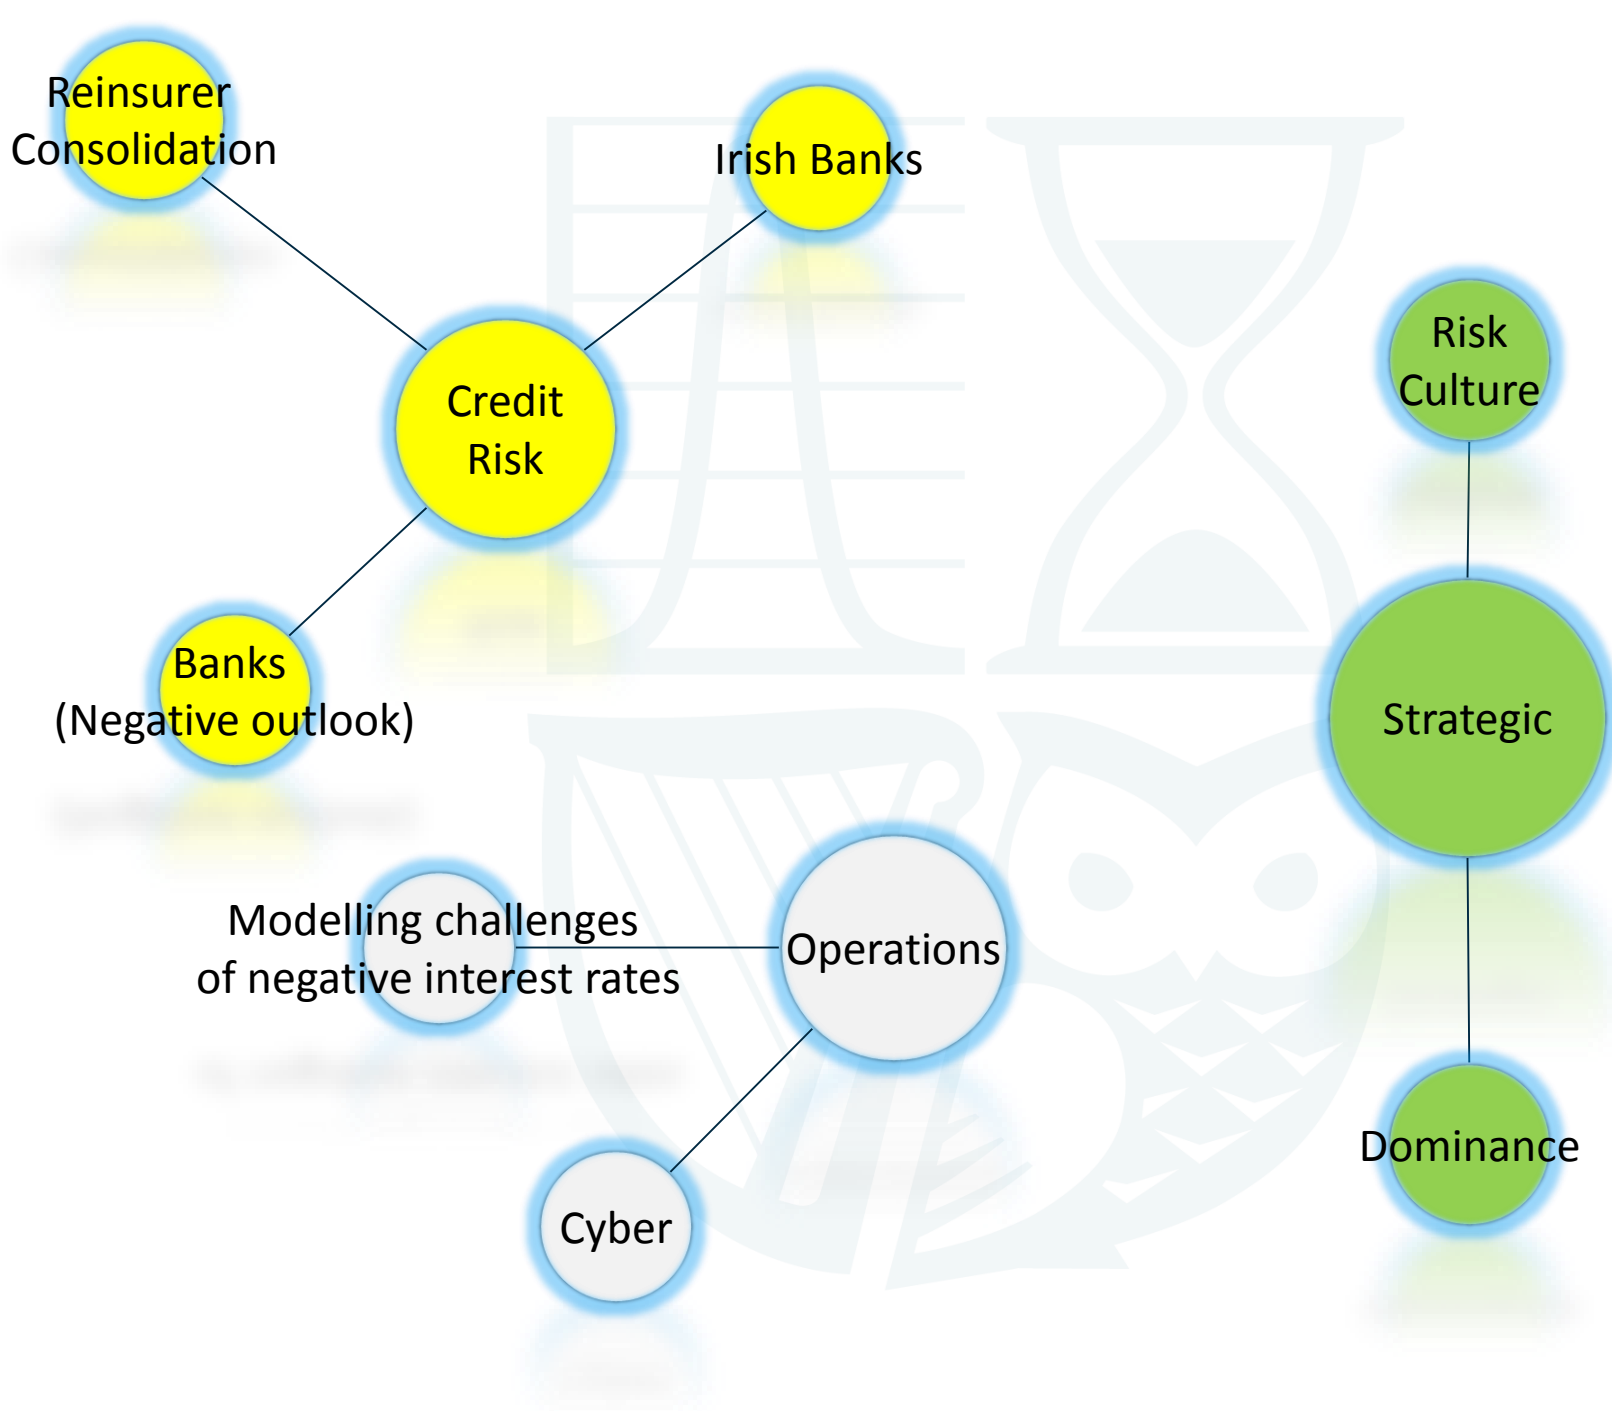 Reinsurer
Consolidation
Irish Banks
Credit
Risk
Banks
(Negative outlook)
Risk
Culture
Strategic
Dominance
Modelling challenges
of negative interest rates
Operations
Cyber